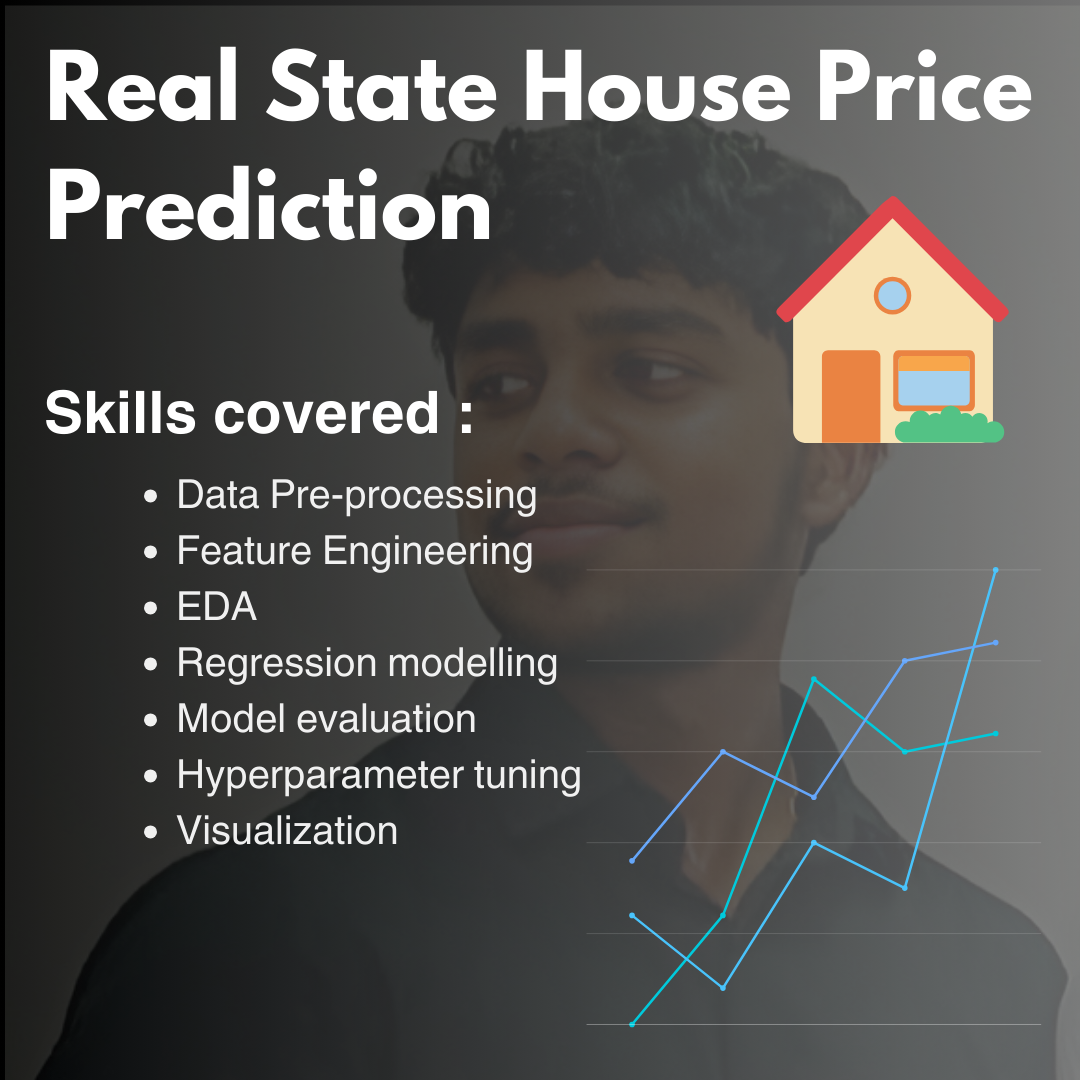 Real State House Price
Prediction
Skills covered :
Data Pre-processing
Feature Engineering
EDA
Regression modelling
Model evaluation
Hyperparameter tuning
Visualization